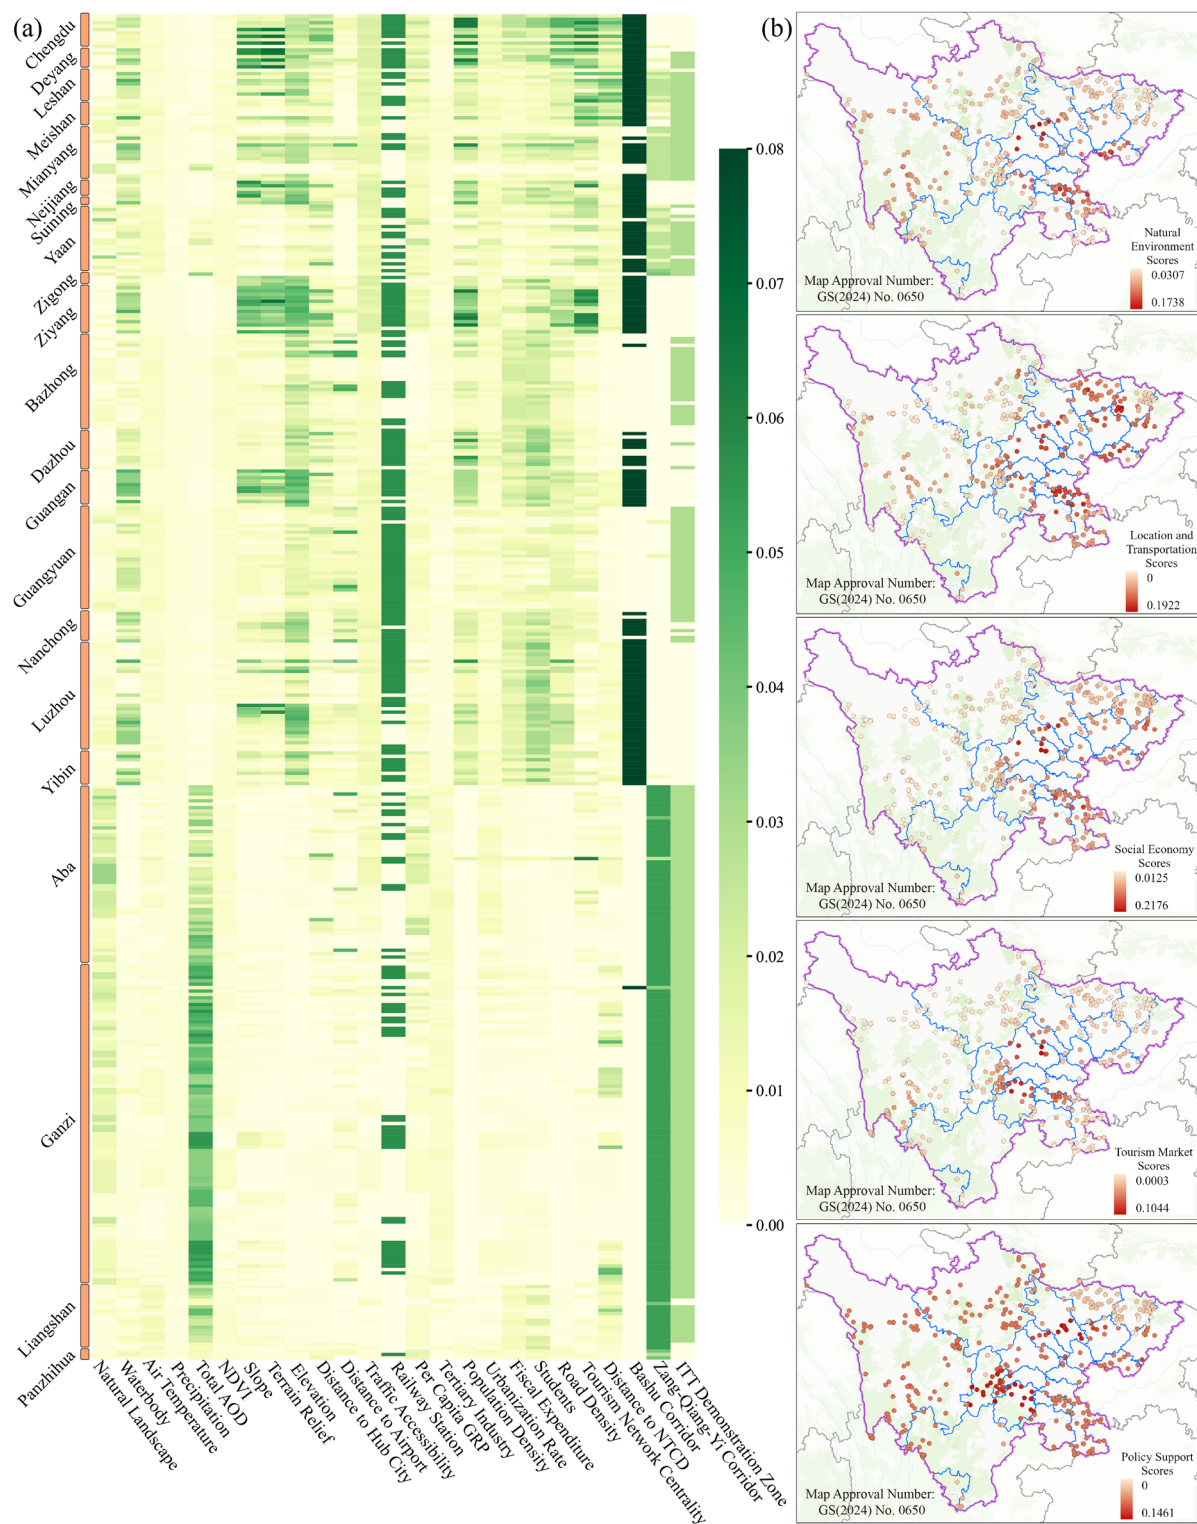 (a)
Chengdu
Deyang
Leshan
Meishan
Mianyang
Neijiang
Suining
Yaan
Zigong
Ziyang
Bazhong
Dazhou
Guangan
Guangyuan
Nanchong
Luzhou
Yibin
Aba
Ganzi
Liangshan
Panzhihua
Natural Landscape
Waterbody
Air Temperature
Precipitation
Total AOD
NDVI
Slope
Terrain Relief
Elevation
Distance to Hub City
Distance to Airport
Traffic Accessibility
Railway Station
Per Capita GRP
Tertiary Industry
Population Density
Urbanization Rate
Fiscal Expenditure
Students
Road Density
Tourism Network Centrality
Distance to NTCD
Bashu Corridor
Zang-Qiang-Yi Corridor
ITT Demonstration Zone
0.08
0.07
0.06
0.05
0.04
0.03
0.02
0.01
0.00
(b)
Natural
Environment
Scores
0.0307
0.1738
Map Approval Number:
GS(2024) No. 0650
Location and
Transportation
Scores
0
0.1922
Map Approval Number:
GS(2024) No. 0650
Social Economy
Scores
0.0125
0.2176
Map Approval Number:
GS(2024) No. 0650
Tourism Market
Scores
0.0003
0.1044
Map Approval Number:
GS(2024) No. 0650
Policy Support
Scores
0
0.1461
Map Approval Number:
GS(2024) No. 0650